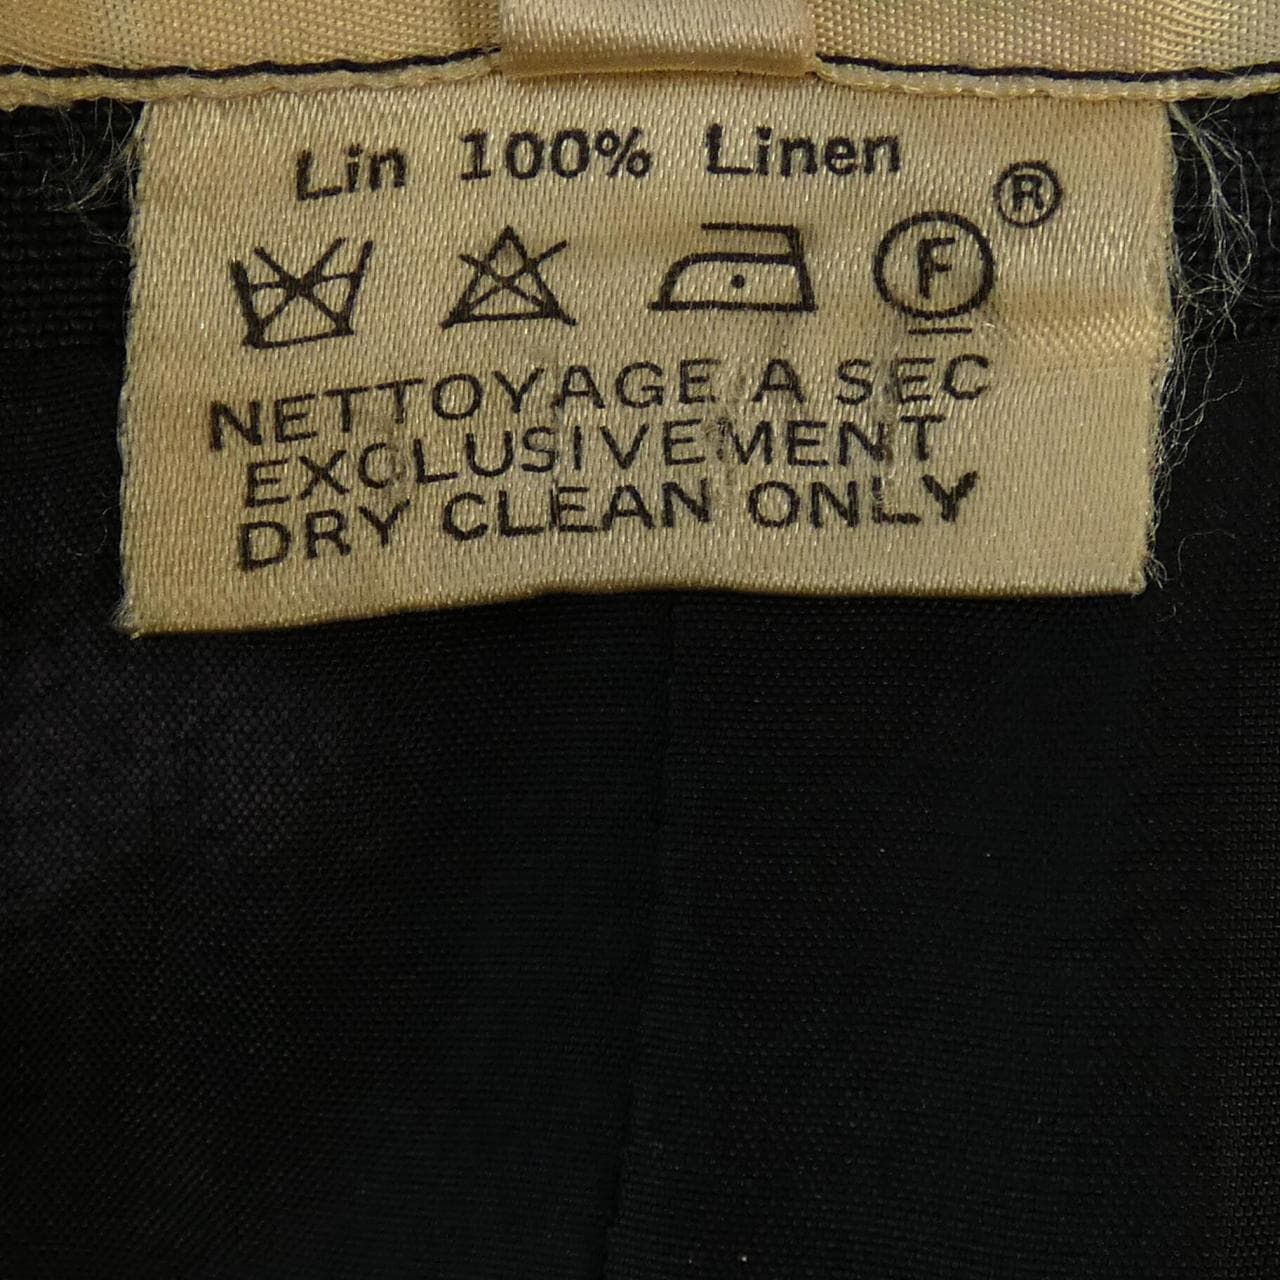 Lin 100% Linen
®
F
NETTOYAGE A SEC
EXCLUSIVEMENT
DRY CLEAN ONLY